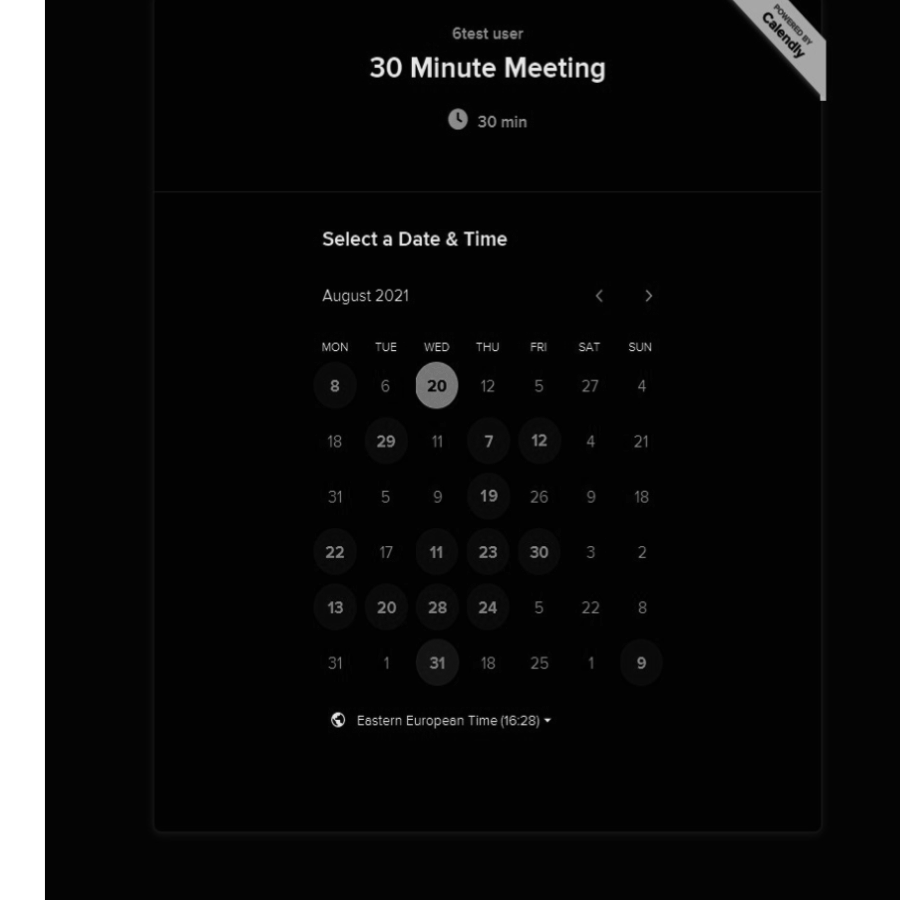 6test user
30 Minute Meeting
30 min
POWERED BY
Calendly
Select a Date & Time
August 2021
MON TUE WED THU FRI SAT SUN
8 6 20 12 5 27 4
18 29 11 7 12 4 21
31 5 9 19 26 9 18
22 17 11 23 30 3 2
13 20 28 24 5 22 8
31 1 31 18 25 1 9
Eastern European Time (16:28)